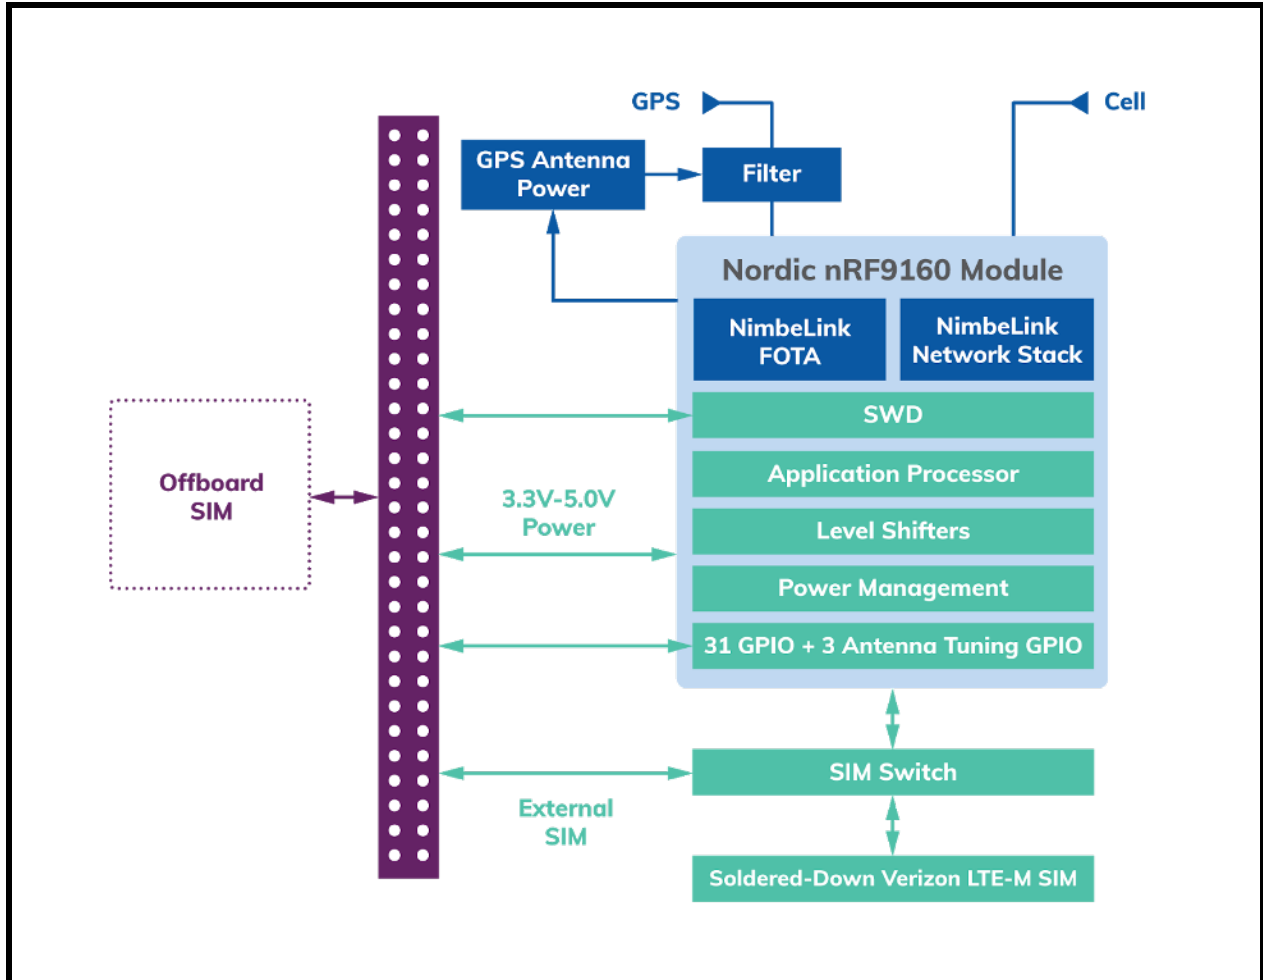 GPS
Cell
GPS Antenna
Power
Filter
Nordic nRF9160 Module
NimbeLink
FOTA
NimbeLink
Network Stack
SWD
Application Processor
Offboard
SIM
3.3V-5.0V
Power
Level Shifters
Power Management
31 GPIO + 3 Antenna Tuning GPIO
SIM Switch
External
SIM
Soldered-Down Verizon LTE-M SIM